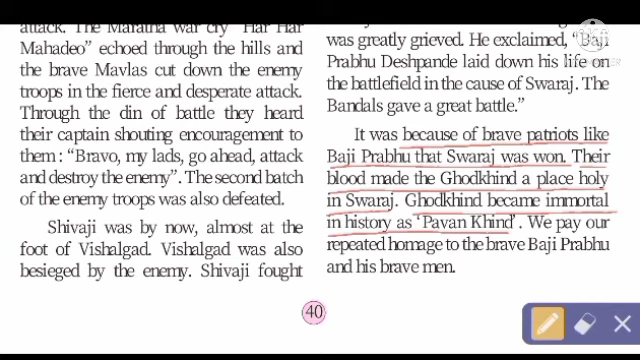 attack. The Maratha war cry "Har Har
Mahadeo" echoed through the hills and
the brave Mavlas cut down the enemy
troops in the fierce and desperate attack.
Through the din of battle they heard
their captain shouting encouragement to
them : "Bravo, my lads, go ahead, attack
and destroy the enemy". The second batch
of the enemy troops was also defeated.
Shivaji was by now, almost at the
foot of Vishalgad. Vishalgad was also
besieged by the enemy. Shivaji fought
was greatly grieved. He exclaimed, "Baji
Prabhu Deshpande laid down his life on
the battlefield in the cause of Swaraj. The
Bandals gave a great battle."
It was because of brave patriots like
Baji Prabhu that Swaraj was won. Their
blood made the Ghodkhind a place holy
in Swaraj. Ghodkhind became immortal
in history as 'Pavan Khind'. We pay our
repeated homage to the brave Baji Prabhu
and his brave men.
40